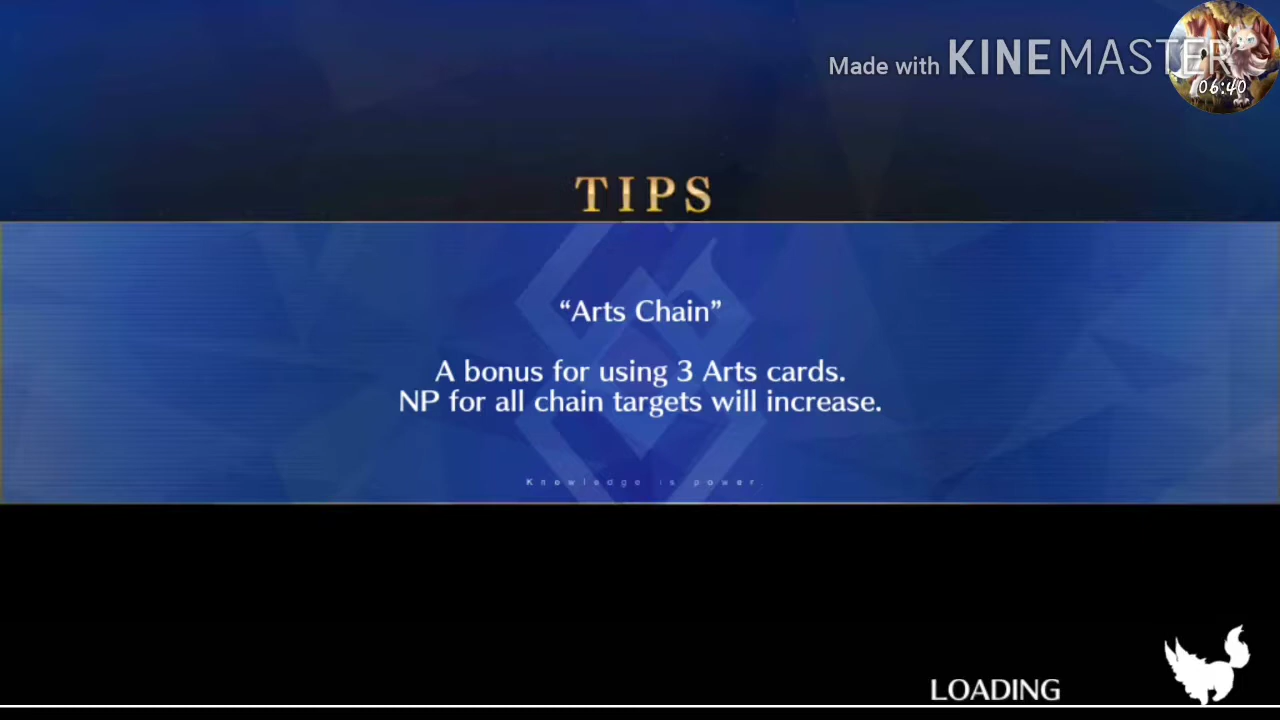 Made with KINEMASTER
06:40
TIPS
“Arts Chain”
A bonus for using 3 Arts cards.
NP for all chain targets will increase.
Knowledge is power.
LOADING